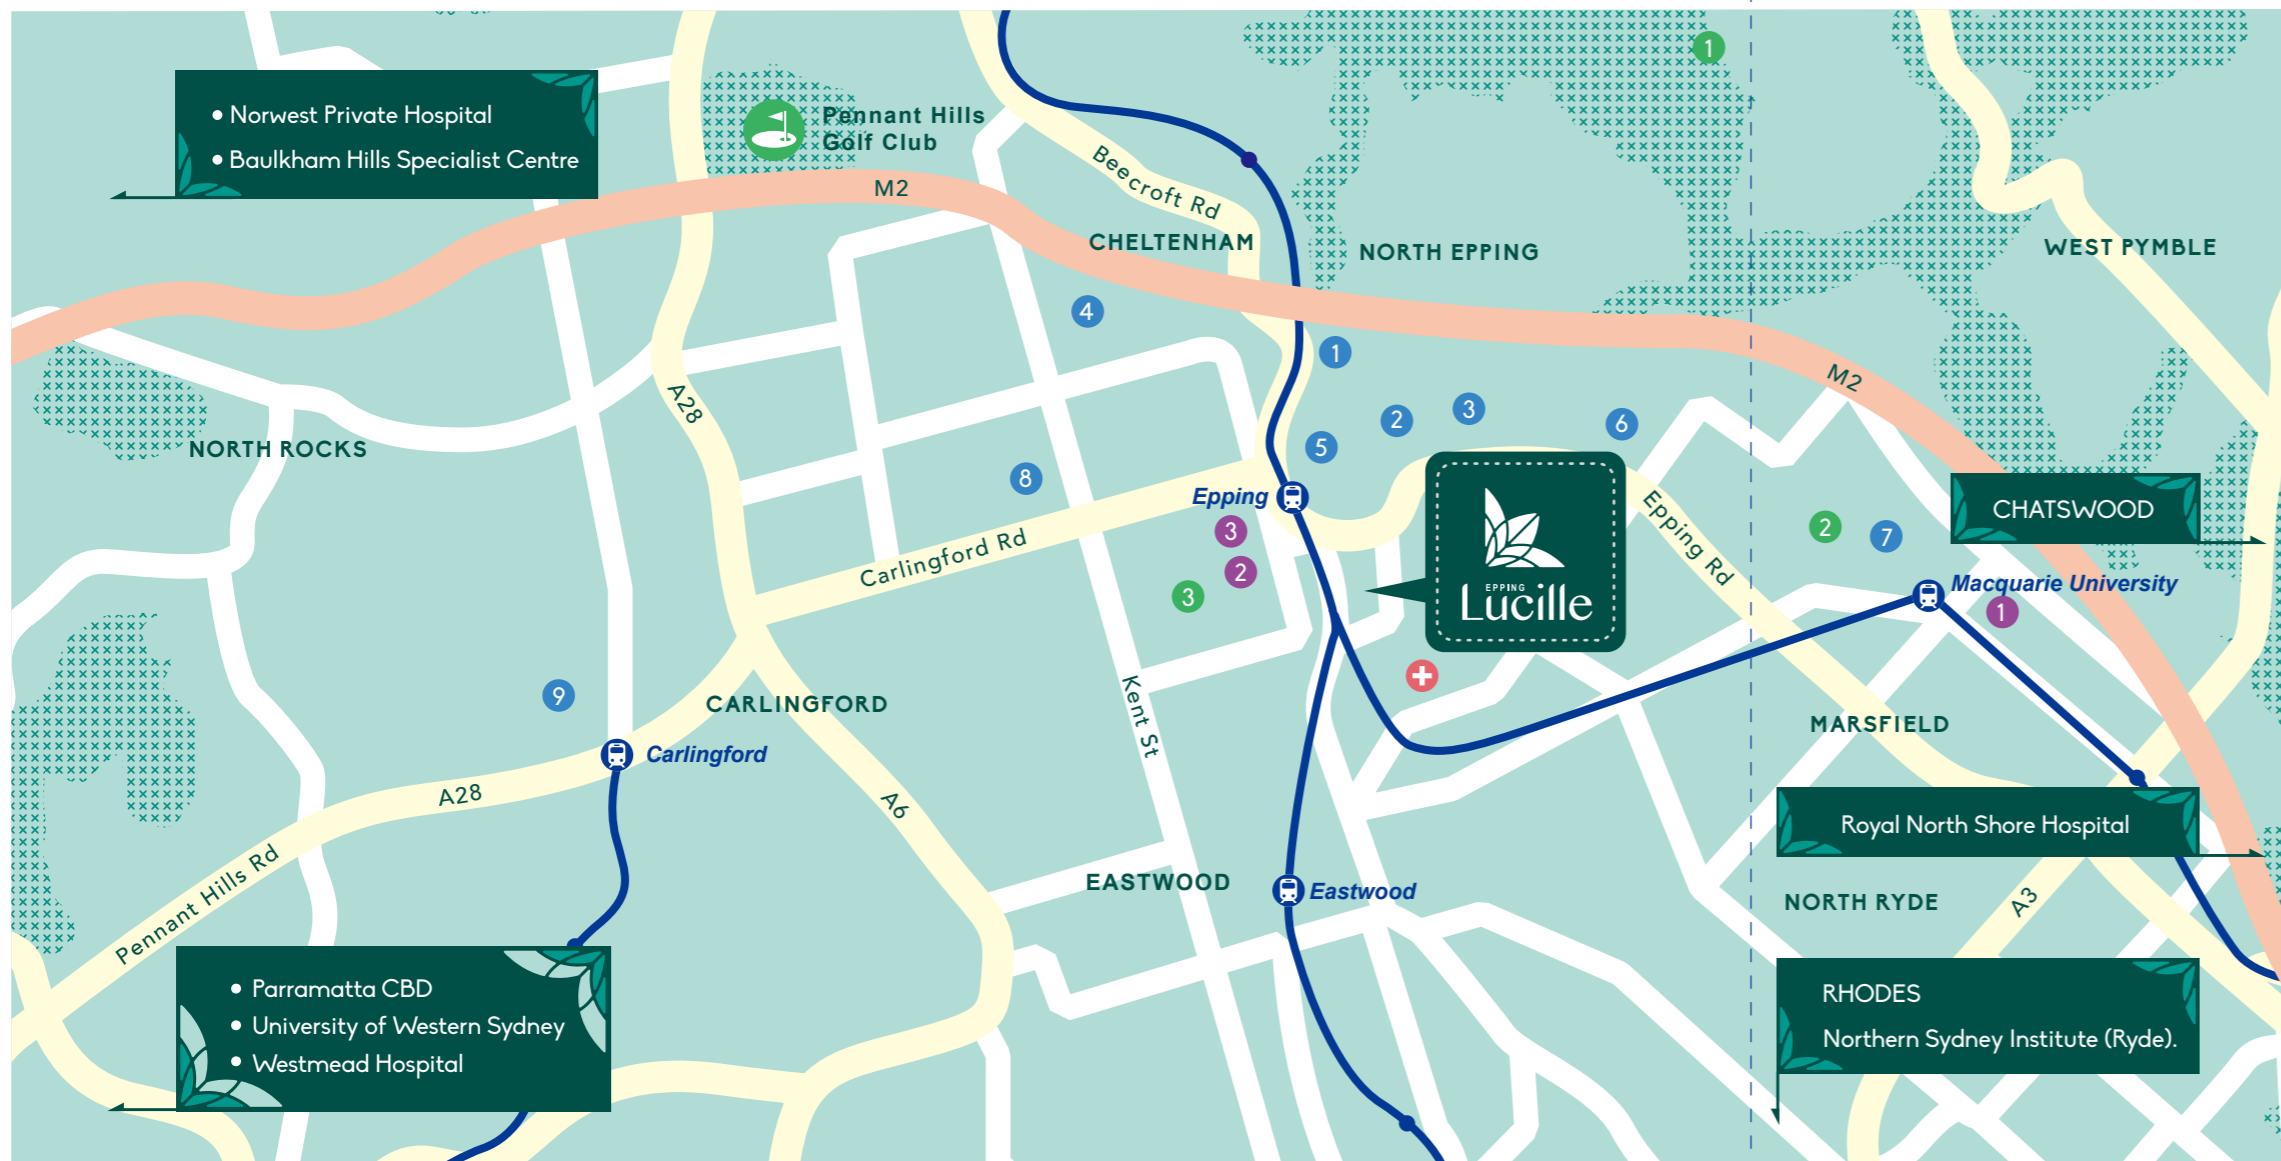 1
Norwest Private Hospital
Baulkham Hills Specialist Centre
Pennant Hills
Golf Club
M2
Beecroft Rd
CHELTENHAM
NORTH EPPING
WEST PYMBLE
4
1
M2
A28
2
3
6
5
NORTH ROCKS
8
Epping
3
2
3
Carlingford Rd
EPPING
Lucille
Epping Rd
CHATSWOOD
2
7
Macquarie University
1
9
CARLINGFORD
Kent St
MARSFIELD
Carlingford
A28
A6
Royal North Shore Hospital
Pennant Hills Rd
EASTWOOD
Eastwood
NORTH RYDE
A3
Parramatta CBD
University of Western Sydney
Westmead Hospital
RHODES
Northern Sydney Institute (Ryde).